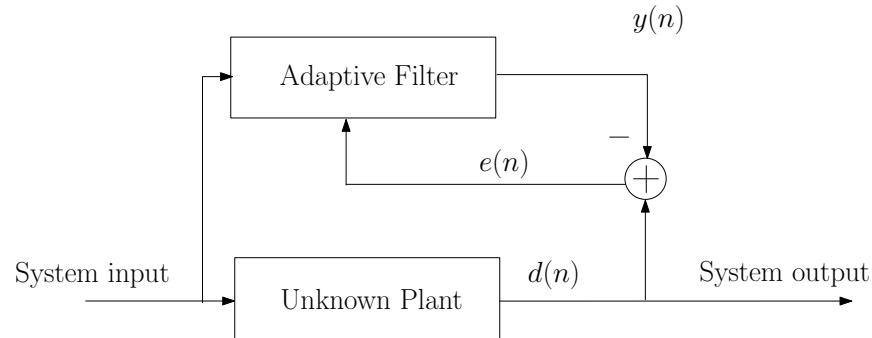 y(n)
Adaptive Filter
−
e(n)
+
System input
d(n)
System output
Unknown Plant